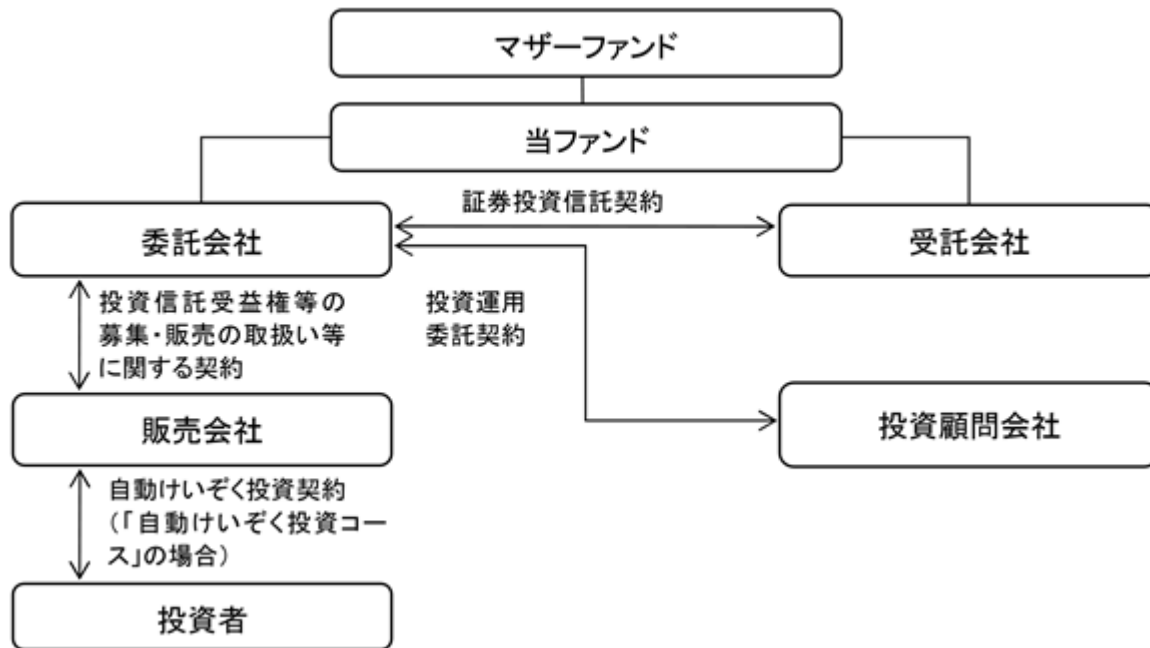 マザーファンド
当ファンド
証券投資信託契約
委託会社
受託会社
投資信託受益権等の
募集・販売の取扱い等
に関する契約
投資運用
委託契約
販売会社
投資顧問会社
自動けいぞく投資契約
（「自動けいぞく投資コー
ス」の場合）
投資者